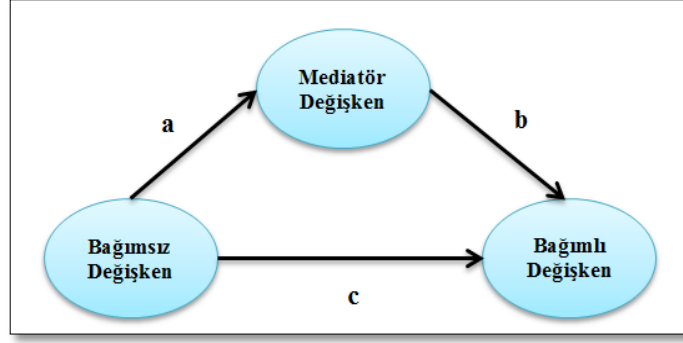 Mediatör
Değişken
a
b
Bağımsız
Değişken
Bağımlı
Değişken
c